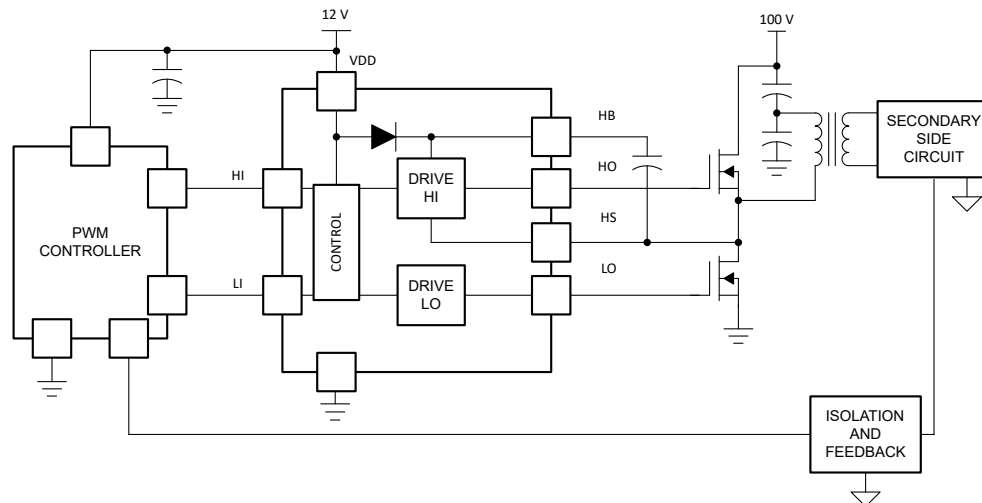 12 V
100 V
VDD
HB
SECONDARY
SIDE
CIRCUIT
HI
DRIVE
HI
HO
PWM
CONTROLLER
CONTROL
HS
LI
DRIVE
LO
LO
ISOLATION
AND
FEEDBACK